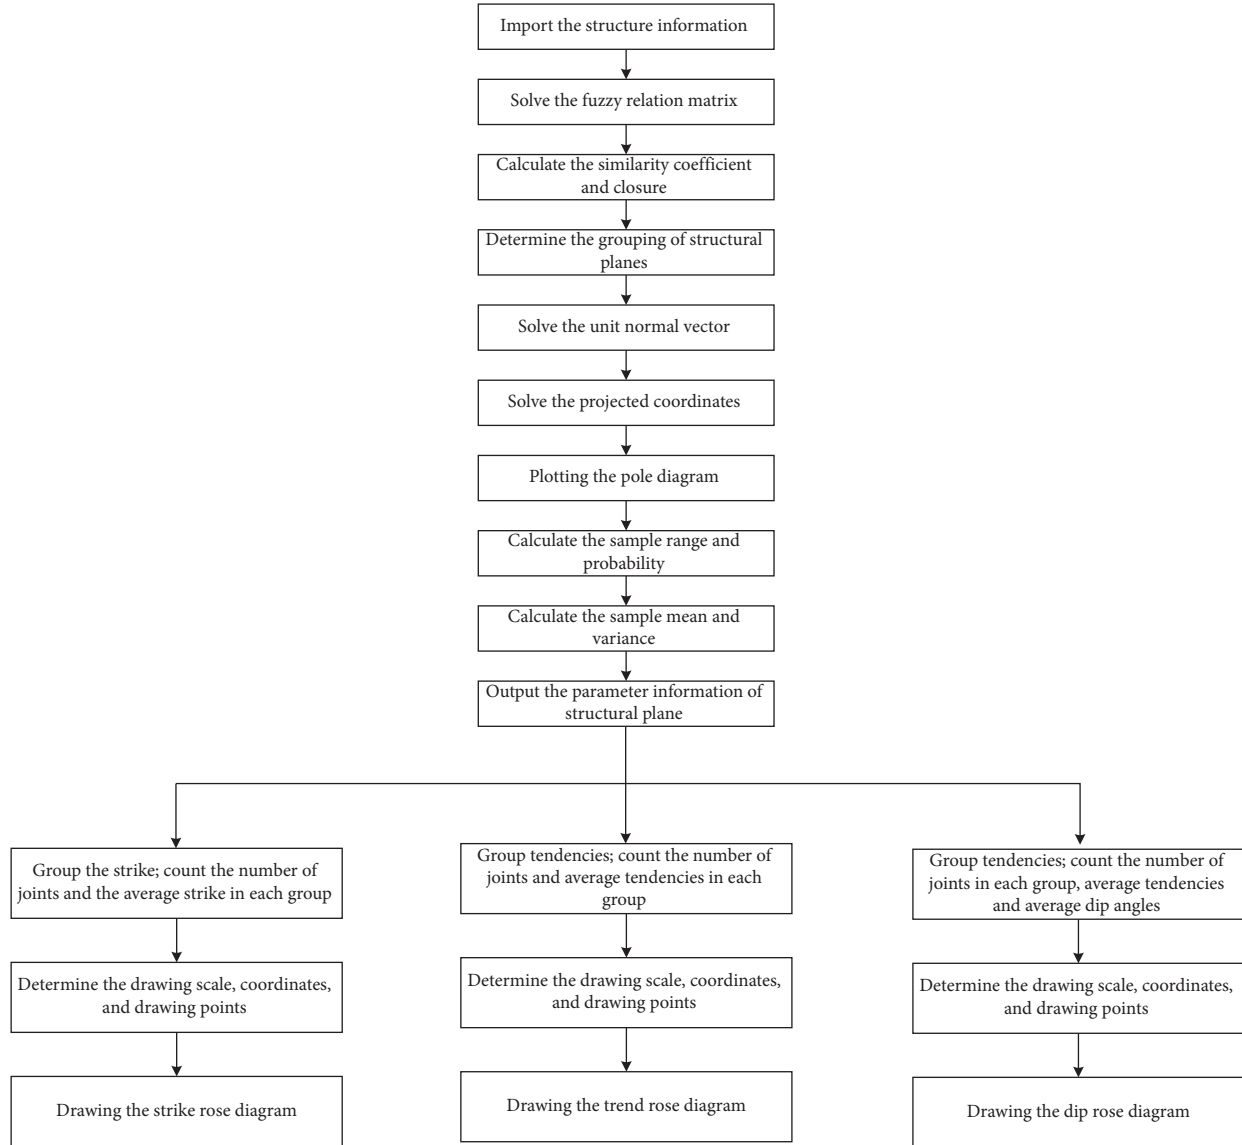 Import the structure information
Solve the fuzzy relation matrix
Calculate the similarity coefficient
and closure
Determine the grouping of structural
planes
Solve the unit normal vector
Solve the projected coordinates
Plotting the pole diagram
Calculate the sample range and
probability
Calculate the sample mean and
variance
Output the parameter information of
structural plane
Group the strike; count the number of
joints and the average strike in each group
Determine the drawing scale, coordinates,
and drawing points
Drawing the strike rose diagram
Group tendencies; count the number of
joints and average tendencies in each
group
Determine the drawing scale, coordinates,
and drawing points
Drawing the trend rose diagram
Group tendencies; count the number of
joints in each group, average tendencies
and average dip angles
Determine the drawing scale, coordinates,
and drawing points
Drawing the dip rose diagram